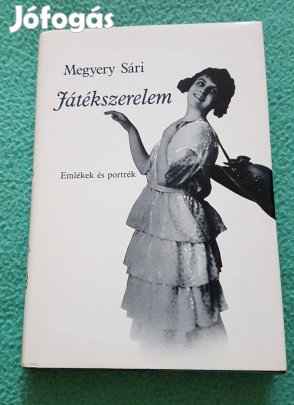 Jófogás
Megyery Sári
Játékszerelem
Emlékek és portrék